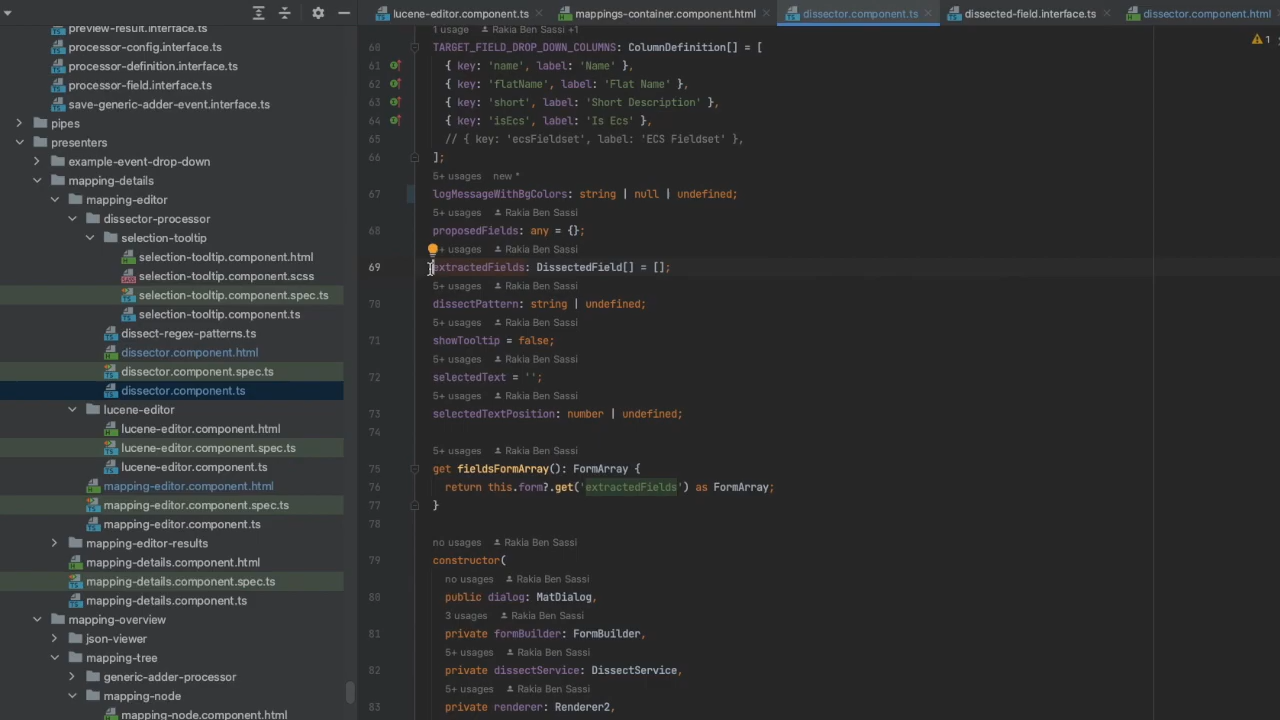 preview-result.interface.ts
processor-config.interface.ts
processor-definition.interface.ts
processor-field.interface.ts
save-generic-adder-event.interface.ts
pipes
presenters
example-event-drop-down
mapping-details
mapping-editor
dissector-processor
selection-tooltip
selection-tooltip.component.html
selection-tooltip.component.scss
selection-tooltip.component.spec.ts
selection-tooltip.component.ts
dissect-regex-patterns.ts
dissector.component.html
dissector.component.spec.ts
dissector.component.ts
lucene-editor
lucene-editor.component.html
lucene-editor.component.spec.ts
lucene-editor.component.ts
mapping-editor.component.html
mapping-editor.component.spec.ts
mapping-editor.component.ts
mapping-editor-results
mapping-details.component.html
mapping-details.component.spec.ts
mapping-details.component.ts
mapping-overview
json-viewer
mapping-tree
generic-adder-processor
mapping-node
mapping-node.component.html
lucene-editor.component.ts mappings-container.component.html dissector.component.ts dissected-field.interface.ts dissector.component.html
1
1 usage Rakia Ben Sassi +1
60 TARGET_FIELD_DROP_DOWN_COLUMNS: ColumnDefinition[] = [
61 { key: 'name', label: 'Name' },
62 { key: 'flatName', label: 'Flat Name' },
63 { key: 'short', label: 'Short Description' },
64 { key: 'isEcs', label: 'Is Ecs' },
65 // { key: 'ecsFieldset', label: 'ECS Fieldset' },
66 ];
5+ usages new *
67 logMessageWithBgColors: string | null | undefined;
5+ usages Rakia Ben Sassi
68 proposedFields: any = {};
+ usages Rakia Ben Sassi
69 extractedFields: DissectedField[] = [];
5+ usages Rakia Ben Sassi
70 dissectPattern: string | undefined;
5+ usages Rakia Ben Sassi
71 showTooltip = false;
5+ usages Rakia Ben Sassi
72 selectedText = '';
5+ usages Rakia Ben Sassi
73 selectedTextPosition: number | undefined;
74
5+ usages Rakia Ben Sassi
75 get fieldsFormArray(): FormArray {
76 return this.form?.get('extractedFields') as FormArray;
77 }
78
no usages Rakia Ben Sassi
79 constructor(
no usages Rakia Ben Sassi
80 public dialog: MatDialog,
3 usages Rakia Ben Sassi
81 private formBuilder: FormBuilder,
5+ usages Rakia Ben Sassi
82 private dissectService: DissectService,
5+ usages Rakia Ben Sassi
83 private renderer: Renderer2,